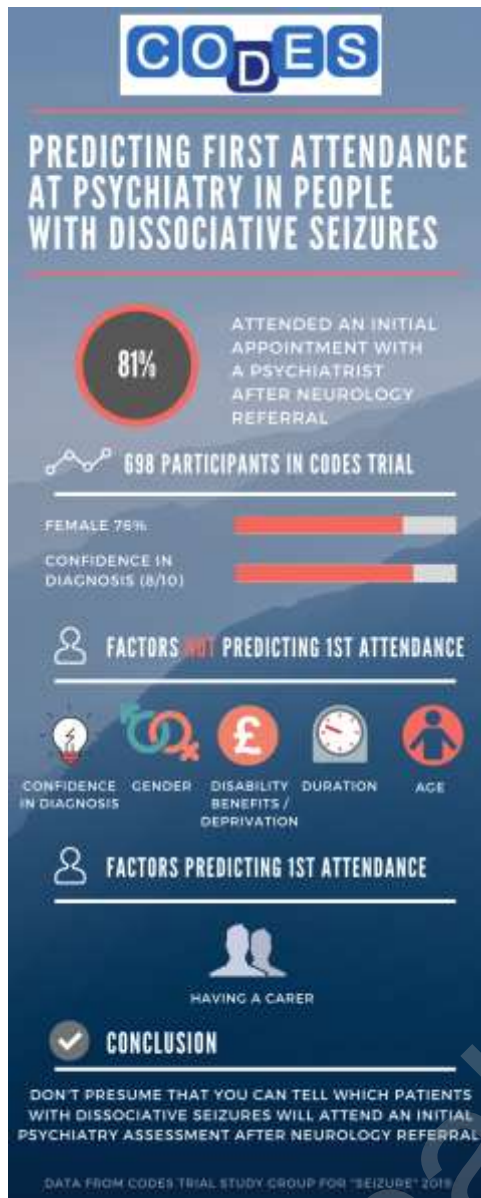 CODES
PREDICTING FIRST ATTENDANCE
AT PSYCHIATRY IN PEOPLE
WITH DISSOCIATIVE SEIZURES
81%
ATTENDED AN INITIAL
APPOINTMENT WITH
A PSYCHIATRIST
AFTER NEUROLOGY
REFERRAL
698 PARTICIPANTS IN CODES TRIAL
FEMALE 76%
CONFIDENCE IN
DIAGNOSIS (8/10)
FACTORS NOT PREDICTING 1ST ATTENDANCE
£
CONFIDENCE
IN DIAGNOSIS
GENDER
DISABILITY
BENEFITS /
DEPRIVATION
DURATION
AGE
FACTORS PREDICTING 1ST ATTENDANCE
HAVING A CARER
CONCLUSION
DON'T PRESUME THAT YOU CAN TELL WHICH PATIENTS
WITH DISSOCIATIVE SEIZURES WILL ATTEND AN INITIAL
PSYCHIATRY ASSESSMENT AFTER NEUROLOGY REFERRAL
DATA FROM CODES TRIAL STUDY GROUP FOR "SEIZURE" 2019